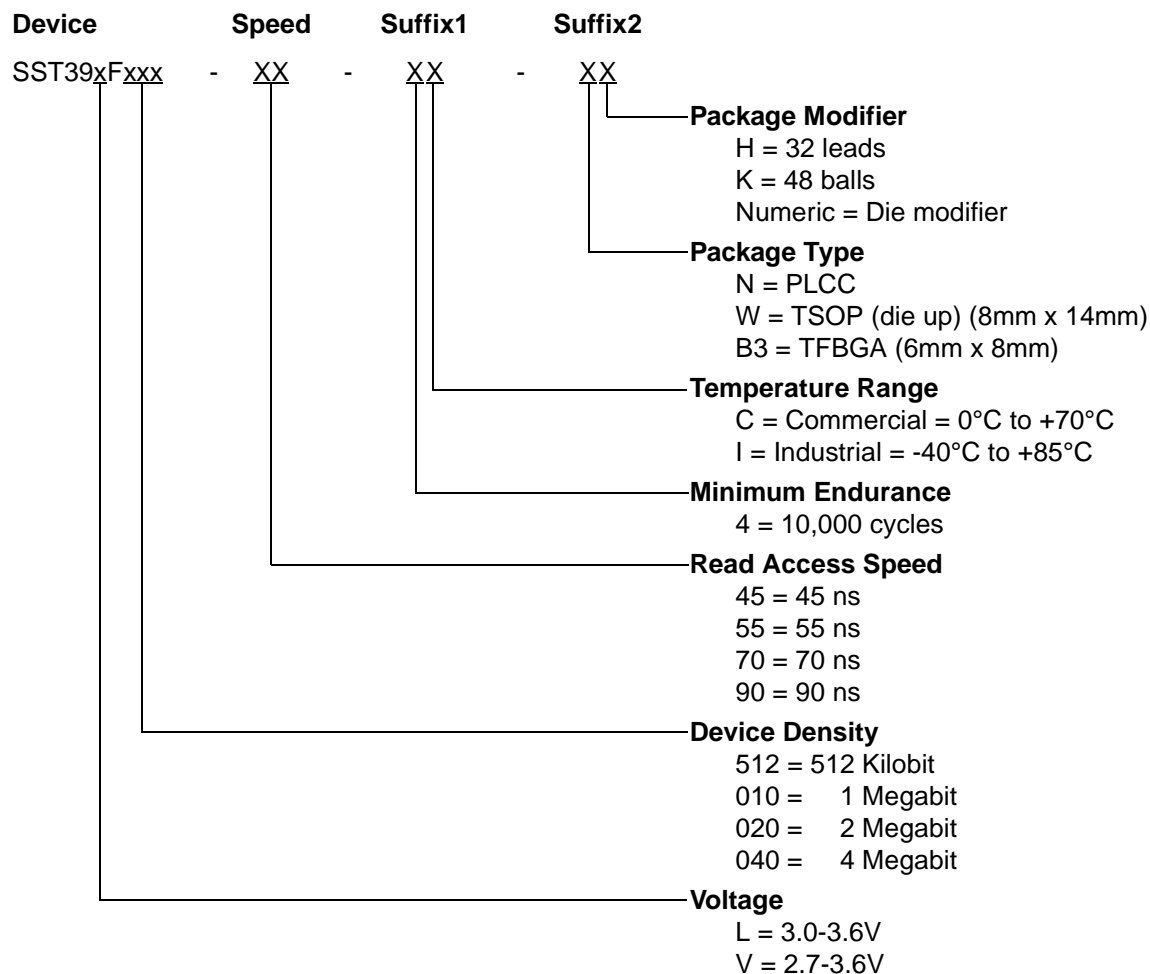 Device Speed Suffix1 Suffix2
SST39xFxxx - XX - XX - XX
Package Modifier
H = 32 leads
K = 48 balls
Numeric = Die modifier
Package Type
N = PLCC
W = TSOP (die up) (8mm x 14mm)
B3 = TFBGA (6mm x 8mm)
Temperature Range
C = Commercial = 0°C to +70°C
I = Industrial = -40°C to +85°C
Minimum Endurance
4 = 10,000 cycles
Read Access Speed
45 = 45 ns
55 = 55 ns
70 = 70 ns
90 = 90 ns
Device Density
512 = 512 Kilobit
010 = 1 Megabit
020 = 2 Megabit
040 = 4 Megabit
Voltage
L = 3.0-3.6V
V = 2.7-3.6V